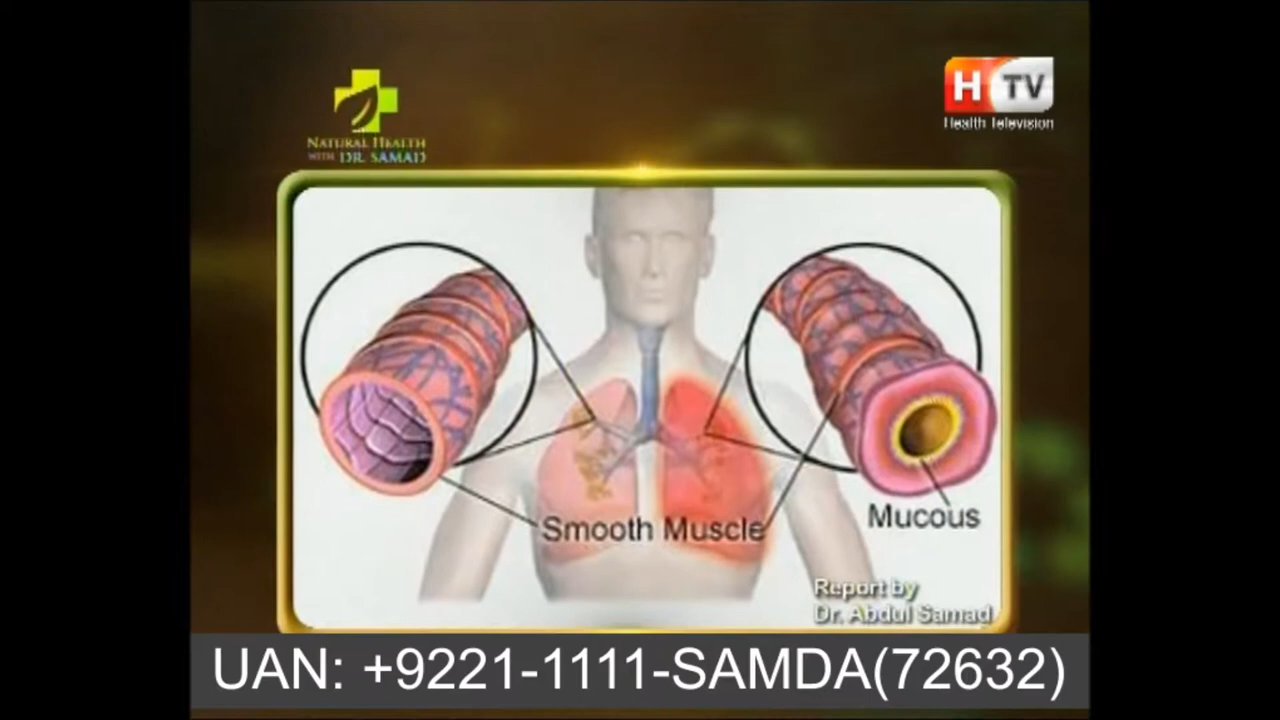 NATURAL HEALTH
WITH DR. SAMAD
H TV
Health Television
Smooth Muscle
Mucous
Report by
Dr. Abdul Samad
UAN: +9221-1111-SAMDA(72632)